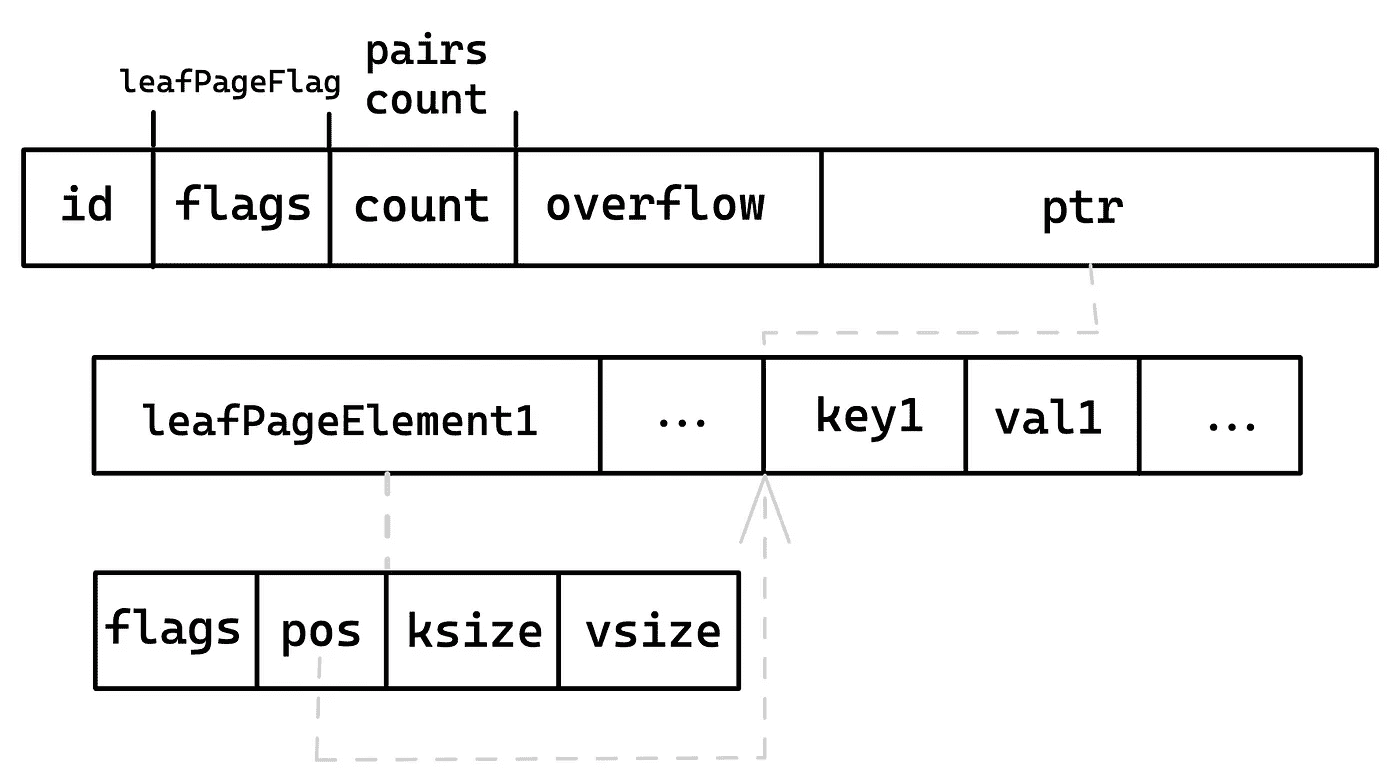 pairs
leafPageFlag
count
id flags count overflow ptr
leafPageElement1 ... key1 val1 ...
flags pos ksize vsize